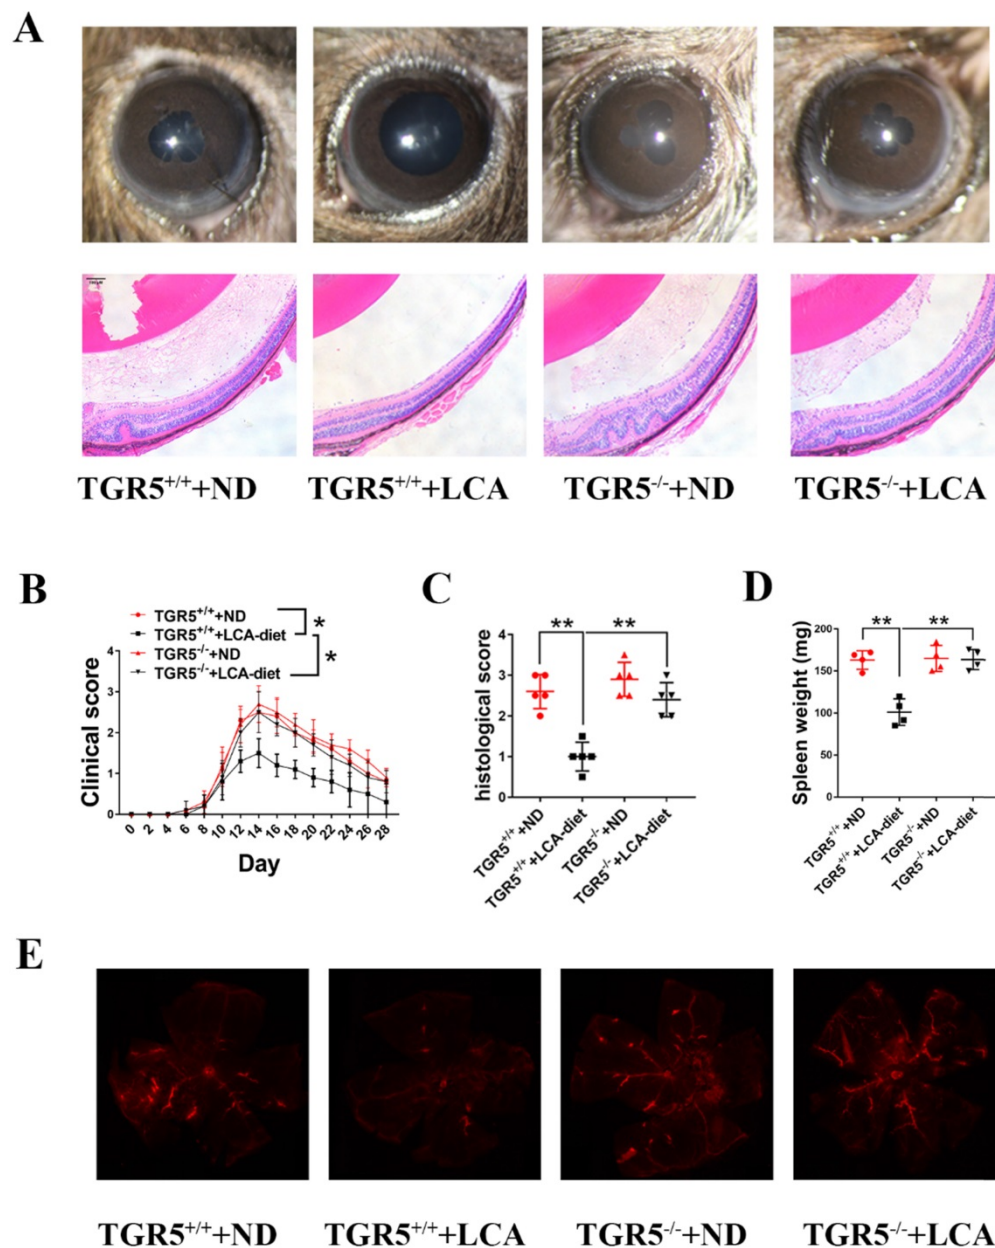 A
TGR5+/++ND TGR5+/++LCA TGR5-/-+ND TGR5-/-+LCA
B
TGR5+/++ND
TGR5+/++LCA-diet
TGR5-/-+ND
TGR5-/-+LCA-diet
*
*
Clinical score
4
3
2
1
0
0 2 4 6 8 10 12 14 16 18 20 22 24 26 28
Day
C
** **
histological score
4
3
2
1
0
TGR5+/++ND TGR5+/++LCA-diet TGR5-/-+ND TGR5-/-+LCA-diet
D
** **
Spleen weight (mg)
200
150
100
50
0
TGR5+/++ND TGR5+/++LCA-diet TGR5-/-+ND TGR5-/-+LCA-diet
E
TGR5+/++ND TGR5+/++LCA TGR5-/-+ND TGR5-/-+LCA